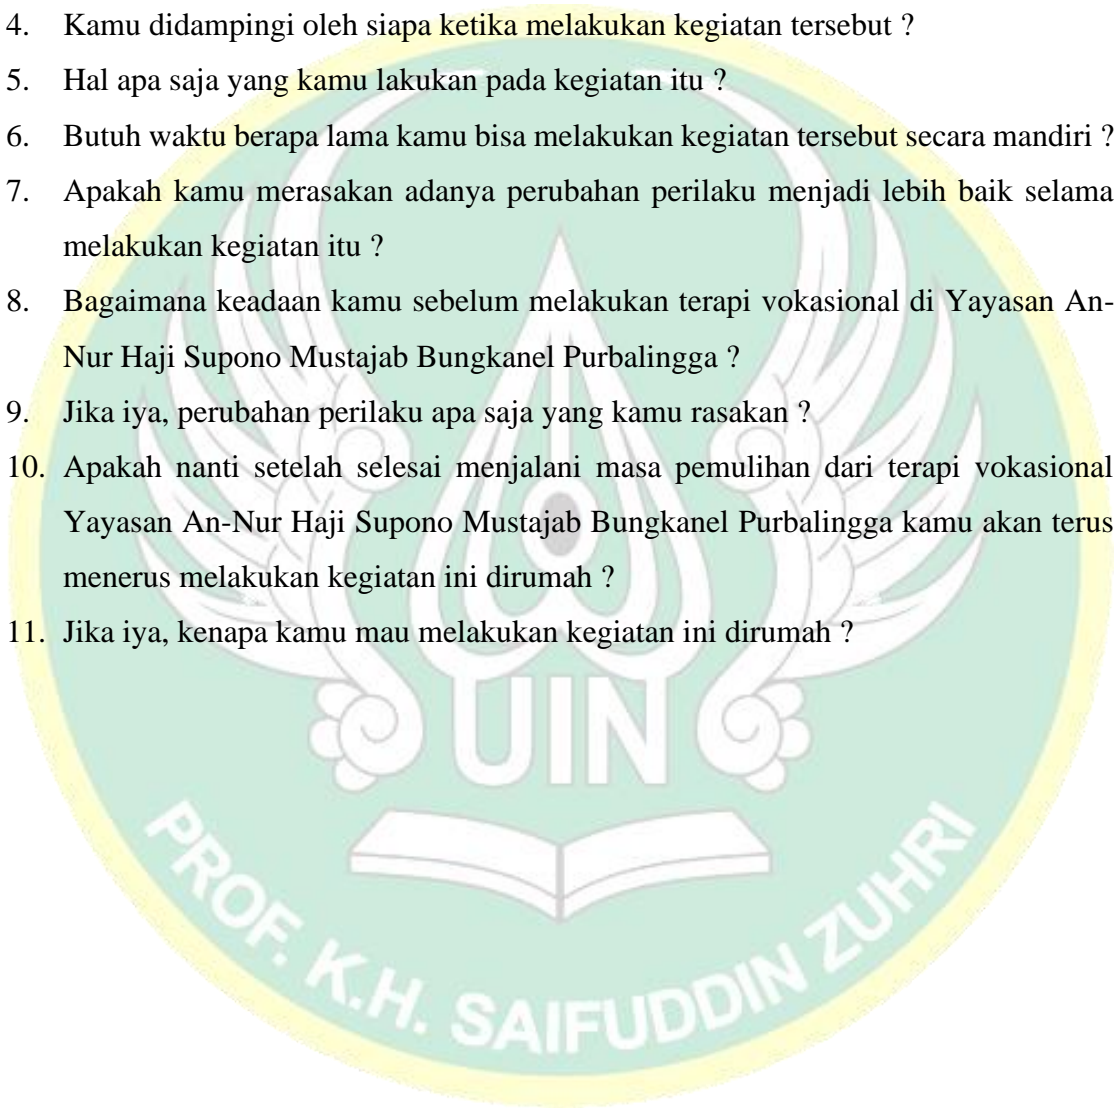 4. Kamu didampingi oleh siapa ketika melakukan kegiatan tersebut ?
5. Hal apa saja yang kamu lakukan pada kegiatan itu ?
6. Butuh waktu berapa lama kamu bisa melakukan kegiatan tersebut secara mandiri ?
7. Apakah kamu merasakan adanya perubahan perilaku menjadi lebih baik selama
melakukan kegiatan itu ?
8. Bagaimana keadaan kamu sebelum melakukan terapi vokasional di Yayasan An-
Nur Haji Supono Mustajab Bungkanel Purbalingga ?
9. Jika iya, perubahan perilaku apa saja yang kamu rasakan ?
10. Apakah nanti setelah selesai menjalani masa pemulihan dari terapi vokasional
Yayasan An-Nur Haji Supono Mustajab Bungkanel Purbalingga kamu akan terus
menerus melakukan kegiatan ini dirumah ?
11. Jika iya, kenapa kamu mau melakukan kegiatan ini dirumah ?
UIN
PROF. K.H. SAIFUDDIN ZUHRI